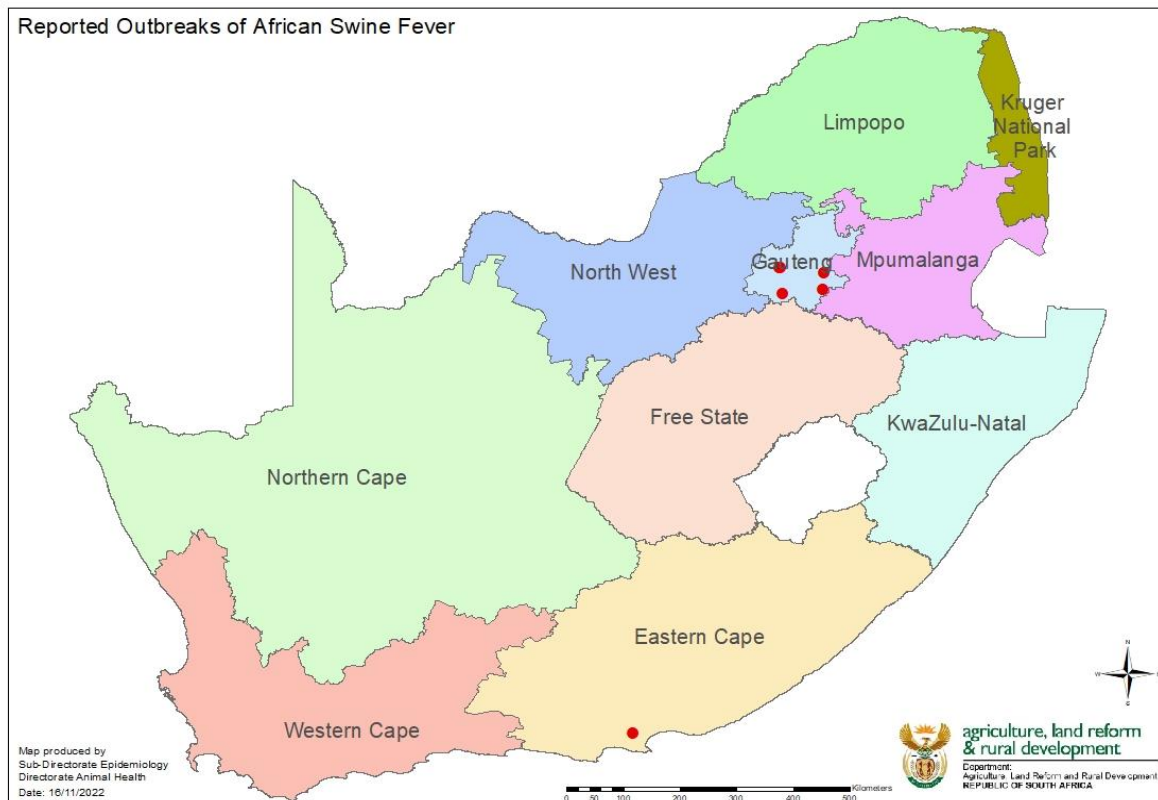 Reported Outbreaks of African Swine Fever
Limpopo
Kruger
National
Park
North West
Gauteng
Mpumalanga
Free State
KwaZulu-Natal
Northern Cape
Eastern Cape
Western Cape
N
W
S
Map produced by
Sub-Directorate Epidemiology
Directorate Animal Health
Date: 16/11/2022
Kilometers
0 50 100 200 300 400 500
agriculture, land reform
& rural development
Department:
Agriculture, Land Reform and Rural Development
REPUBLIC OF SOUTH AFRICA